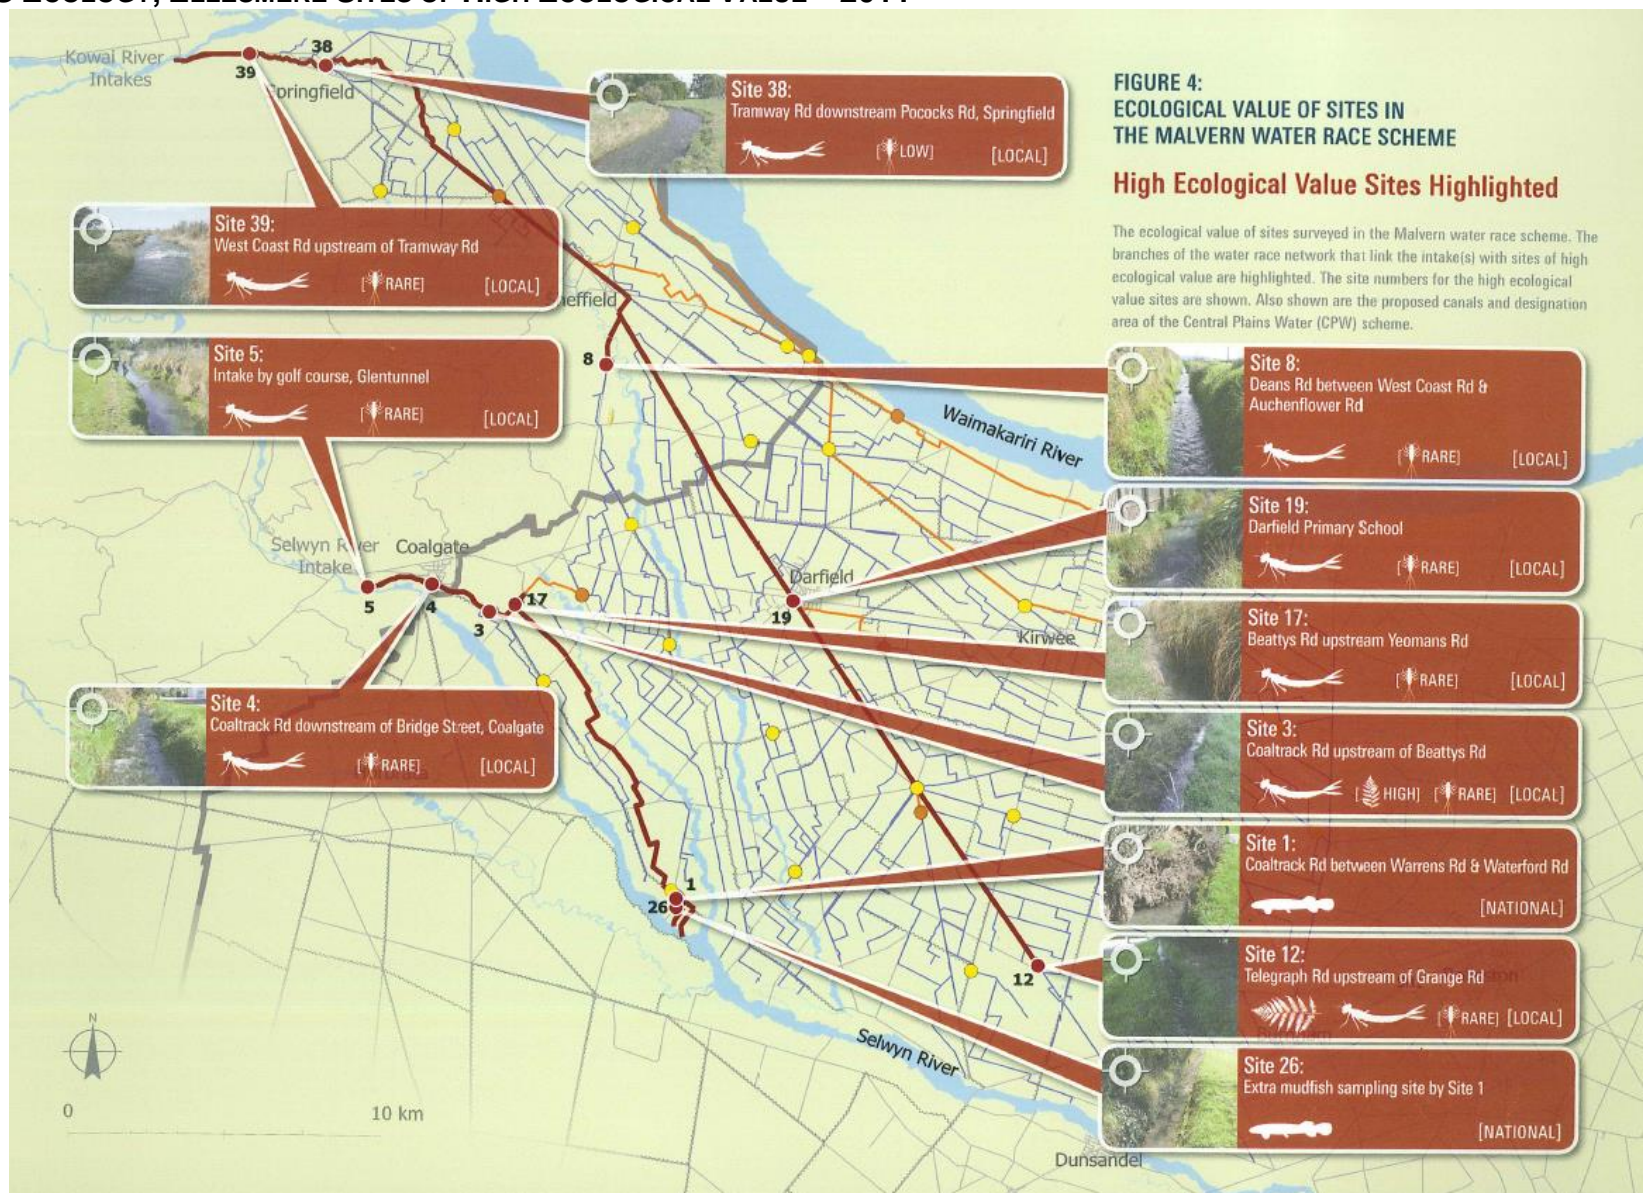 ECOLOGY, ELLESMERE SITES OF HIGH ECOLOGICAL VALUE
FIGURE 4:
ECOLOGICAL VALUE OF SITES IN
THE MALVERN WATER RACE SCHEME
High Ecological Value Sites Highlighted
The ecological value of sites surveyed in the Malvern water race scheme. The
branches of the water race network that link the intake(s) with sites of high
ecological value are highlighted. The site numbers for the high ecological
value sites are shown. Also shown are the proposed canals and designation
area of the Central Plains Water (CPW) scheme.
Kowai River
Intakes
39
38
Springfield
Site 38:
Tramway Rd downstream Pococks Rd, Springfield
[LOW] [LOCAL]
Site 39:
West Coast Rd upstream of Tramway Rd
[RARE] [LOCAL]
Sheffield
Site 5:
Intake by golf course, Glentunnel
[RARE] [LOCAL]
8
Site 8:
Deans Rd between West Coast Rd &
Auchenflower Rd
[RARE] [LOCAL]
Waimakariri River
Site 19:
Darfield Primary School
[RARE] [LOCAL]
Selwyn River
Intake
Coalgate
5
4
3
17
Darfield
19
Kirwee
Site 17:
Beattys Rd upstream Yeomans Rd
[RARE] [LOCAL]
Site 4:
Coaltrack Rd downstream of Bridge Street, Coalgate
[RARE] [LOCAL]
Site 3:
Coaltrack Rd upstream of Beattys Rd
[HIGH] [RARE] [LOCAL]
Site 1:
Coaltrack Rd between Warrens Rd & Waterford Rd
[NATIONAL]
1
26
12
Site 12:
Telegraph Rd upstream of Grange Rd
[RARE] [LOCAL]
Selwyn River
Site 26:
Extra mudfish sampling site by Site 1
[NATIONAL]
N
0 10 km
Dunsandel